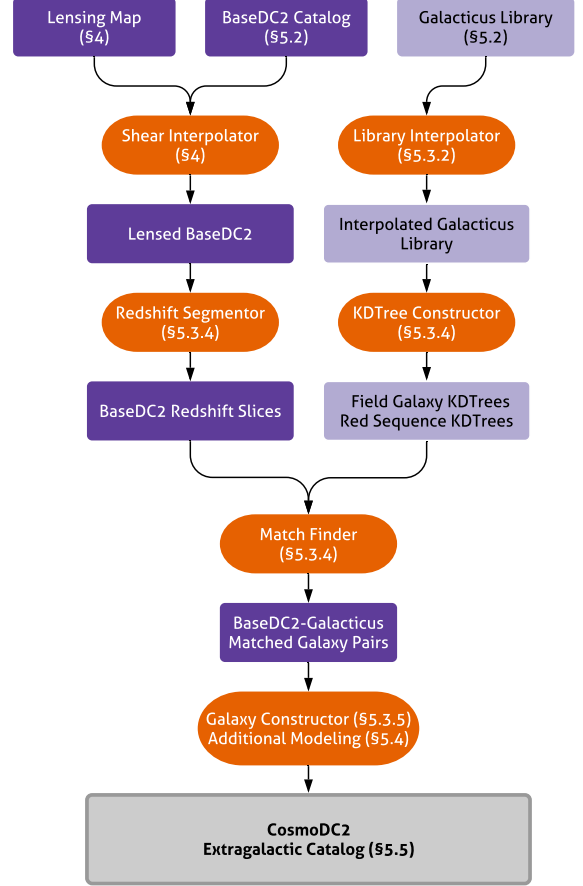 Lensing Map
(§4)
BaseDC2 Catalog
(§5.2)
Galacticus Library
(§5.2)
Shear Interpolator
(§4)
Library Interpolator
(§5.3.2)
Lensed BaseDC2
Interpolated Galacticus
Library
Redshift Segmentor
(§5.3.4)
KDTree Constructor
(§5.3.4)
BaseDC2 Redshift Slices
Field Galaxy KDTrees
Red Sequence KDTrees
Match Finder
(§5.3.4)
BaseDC2-Galacticus
Matched Galaxy Pairs
Galaxy Constructor (§5.3.5)
Additional Modeling (§5.4)
CosmoDC2
Extragalactic Catalog (§5.5)